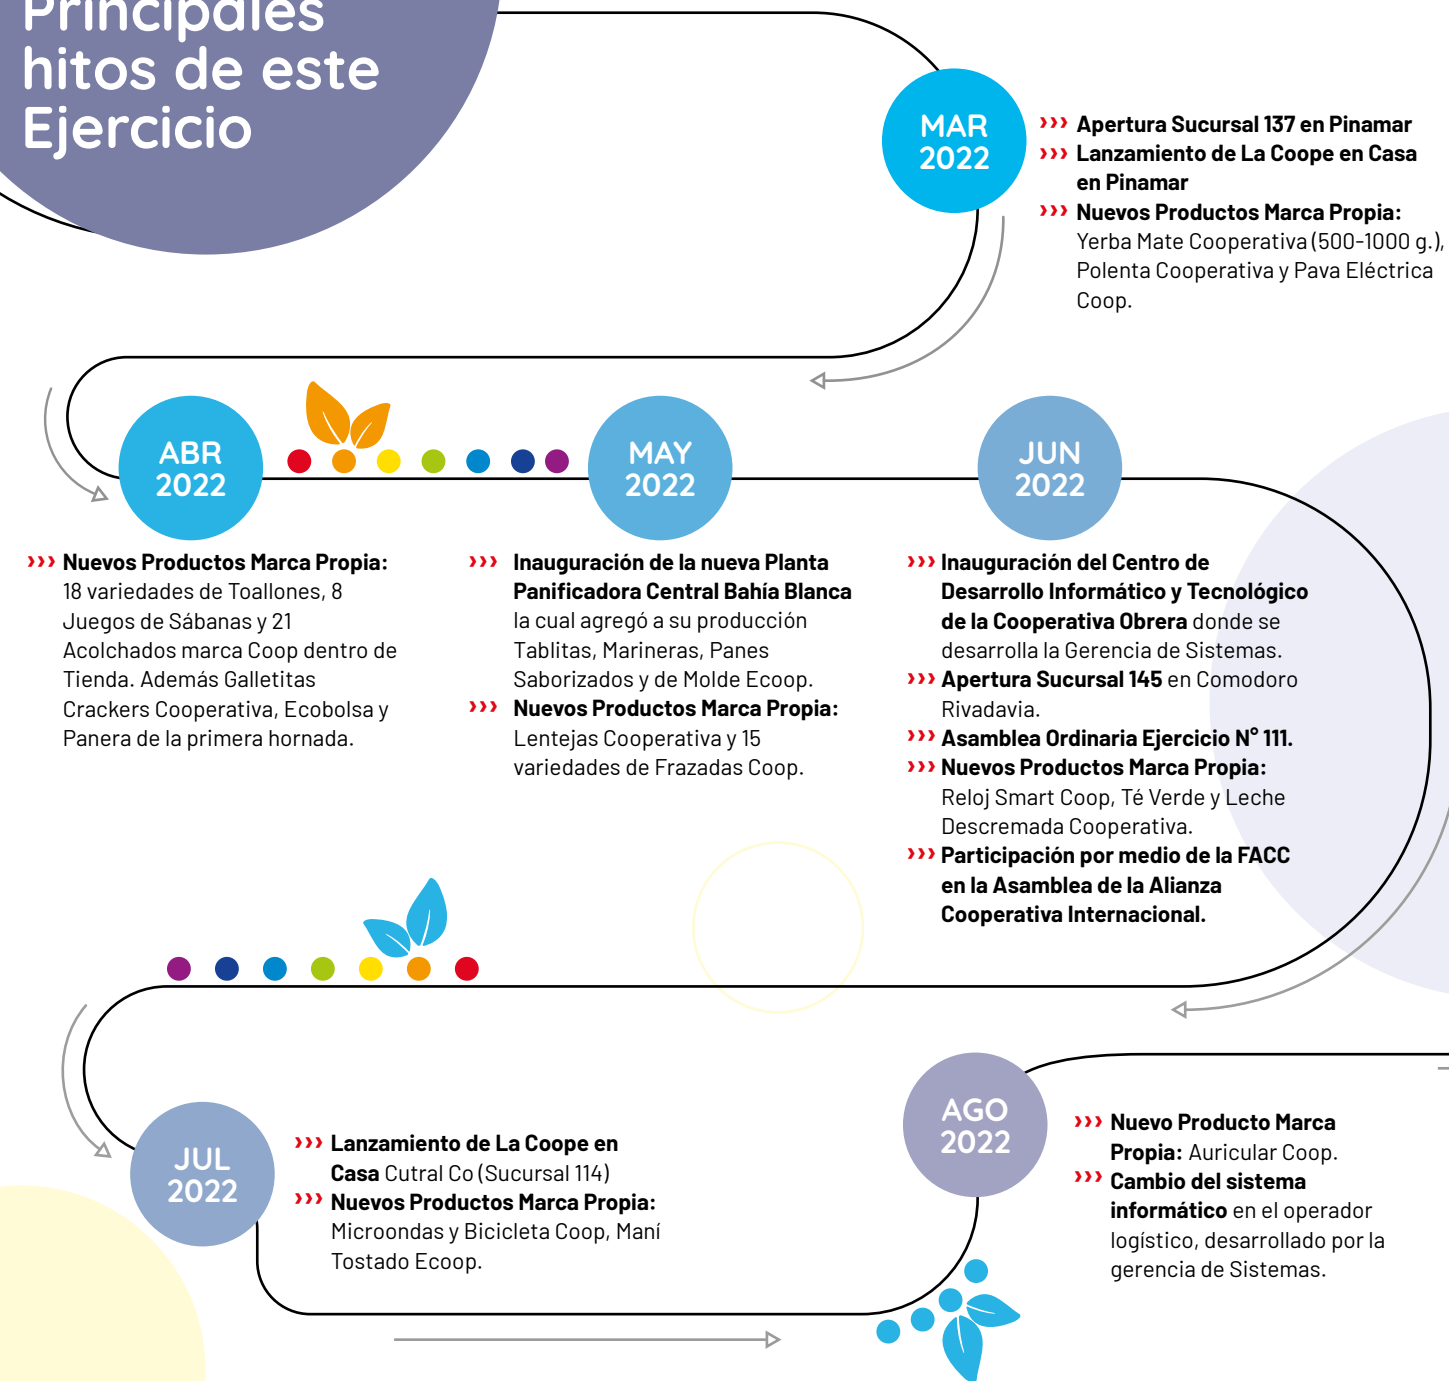 Principales
hitos de este
Ejercicio
MAR
2022
››› Apertura Sucursal 137 en Pinamar
››› Lanzamiento de La Coope en Casa
en Pinamar
››› Nuevos Productos Marca Propia:
Yerba Mate Cooperativa (500-1000 g.),
Polenta Cooperativa y Pava Eléctrica
Coop.
ABR
2022
››› Nuevos Productos Marca Propia:
18 variedades de Toallones, 8
Juegos de Sábanas y 21
Acolchados marca Coop dentro de
Tienda. Además Galletitas
Crackers Cooperativa, Ecobolsa y
Panera de la primera hornada.
MAY
2022
››› Inauguración de la nueva Planta
Panificadora Central Bahía Blanca
la cual agregó a su producción
Tablitas, Marineras, Panes
Saborizados y de Molde Ecoop.
››› Nuevos Productos Marca Propia:
Lentejas Cooperativa y 15
variedades de Frazadas Coop.
JUN
2022
››› Inauguración del Centro de
Desarrollo Informático y Tecnológico
de la Cooperativa Obrera donde se
desarrolla la Gerencia de Sistemas.
››› Apertura Sucursal 145 en Comodoro
Rivadavia.
››› Asamblea Ordinaria Ejercicio N° 111.
››› Nuevos Productos Marca Propia:
Reloj Smart Coop, Té Verde y Leche
Descremada Cooperativa.
››› Participación por medio de la FACC
en la Asamblea de la Alianza
Cooperativa Internacional.
JUL
2022
››› Lanzamiento de La Coope en
Casa Cutral Co (Sucursal 114)
››› Nuevos Productos Marca Propia:
Microondas y Bicicleta Coop, Maní
Tostado Ecoop.
AGO
2022
››› Nuevo Producto Marca
Propia: Auricular Coop.
››› Cambio del sistema
informático en el operador
logístico, desarrollado por la
gerencia de Sistemas.